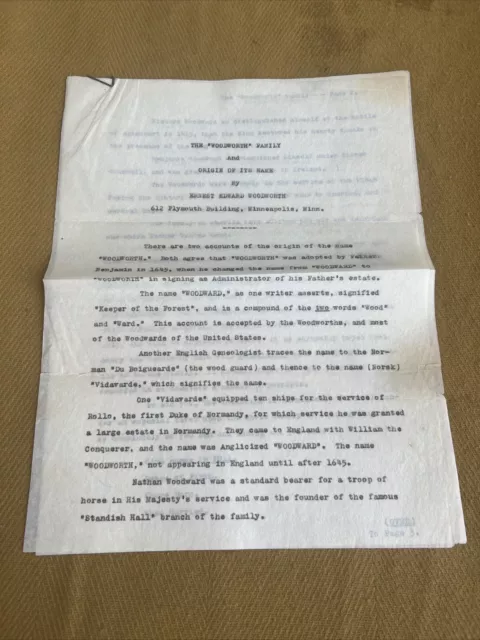 THE "WOODWORTH" FAMILY
and
ORIGIN OF ITS NAME
By
ERNEST EDWARD WOODWORTH
612 Plymouth Building, Minneapolis, Minn.
There are two accounts of the origin of the name
"WOODWORTH." Both agree that "WOODWORTH" was adopted by
Benjamin in 1645, when he changed the name from "WOODWARD" to
"WOODWORTH" in signing as Administrator of his Father's estate.
The name "WOODWARD," as one writer asserts, signified
"Keeper of the Forest", and is a compound of the two words "Wood"
and "Ward." This account is accepted by the Woodworths, and most
of the Woodwards of the United States.
Another English Genealogist traces the name to the Nor-
man "Du Boiguearde" (the wood guard) and thence to the name (Norsk)
"Vidavarde," which signifies the same.
One "Vidavarde" equipped ten ships for the service of
Rollo, the first Duke of Normandy, for which service he was granted
a large estate in Normandy. They came to England with William the
Conquerer, and the name was Anglicized "WOODWARD". The name
"WOODWORTH," not appearing in England until after 1645.
Nathan Woodward was a standard bearer for a troop of
horse in His Majesty's service and was the founder of the famous
"Standish Hall" branch of the family.